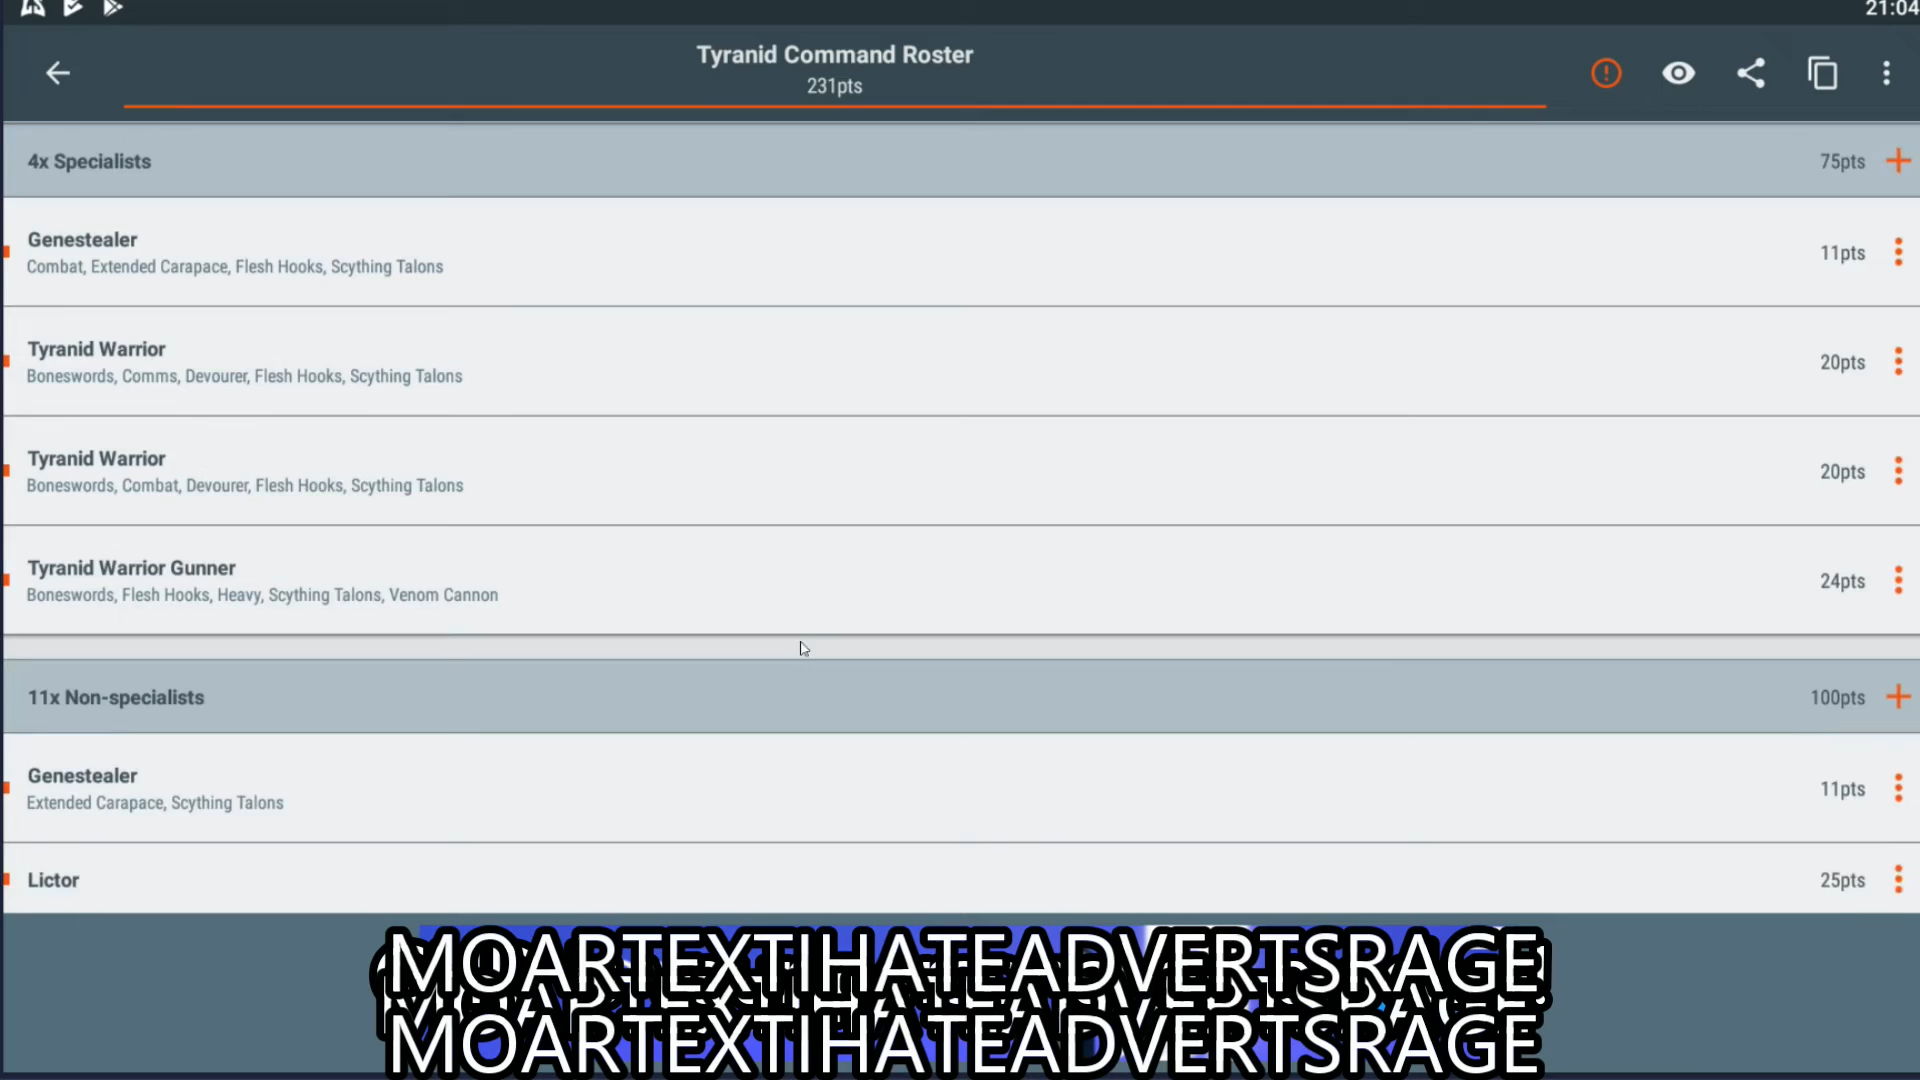 21:04
Tyranid Command Roster
231pts
4x Specialists 75pts
Genestealer
Combat, Extended Carapace, Flesh Hooks, Scything Talons
11pts
Tyranid Warrior
Boneswords, Comms, Devourer, Flesh Hooks, Scything Talons
20pts
Tyranid Warrior
Boneswords, Combat, Devourer, Flesh Hooks, Scything Talons
20pts
Tyranid Warrior Gunner
Boneswords, Flesh Hooks, Heavy, Scything Talons, Venom Cannon
24pts
11x Non-specialists 100pts
Genestealer
Extended Carapace, Scything Talons
11pts
Lictor 25pts
MOARTEXTIHATEADVERTSRAGE
MOARTEXTIHATEADVERTSRAGE